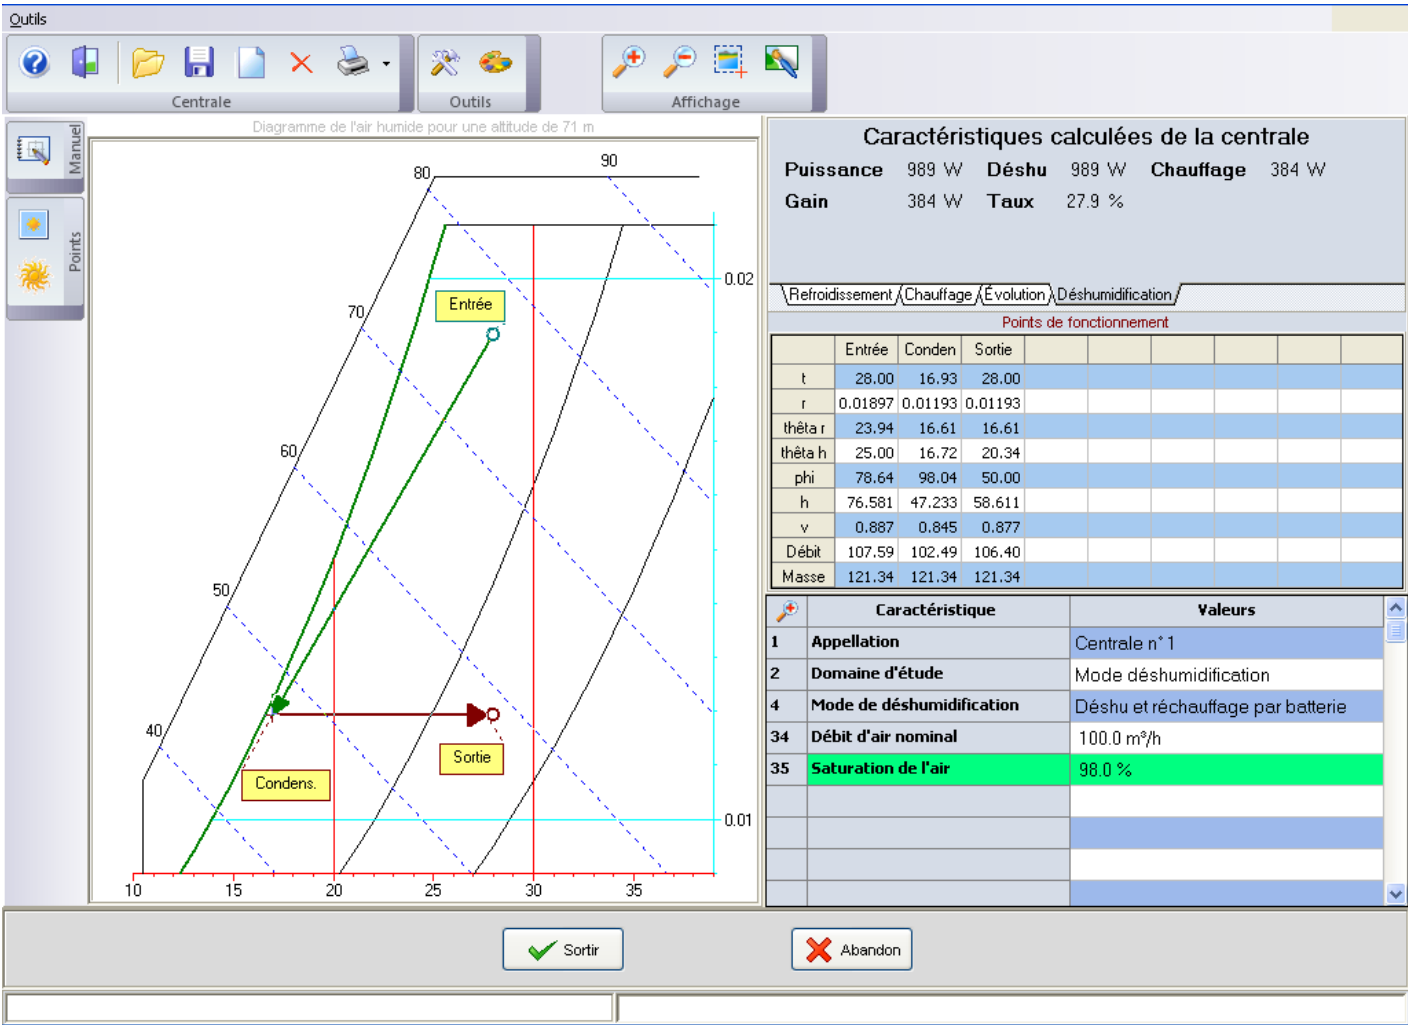 Outils
Centrale
Outils
Affichage
Manuel
Points
Diagramme de l'air humide pour une altitude de 71 m
90
80
0.02
Entrée
70
60
50
40
Sortie
Condens.
0.01
10 15 20 25 30 35
Caractéristiques calculées de la centrale
Puissance 989 W Déshu 989 W Chauffage 384 W
Gain 384 W Taux 27.9 %
Refroidissement Chauffage Évolution Déshumidification
Points de fonctionnement
Entrée Conden Sortie
t 28.00 16.93 28.00
r 0.01897 0.01193 0.01193
thêta r 23.94 16.61 16.61
thêta h 25.00 16.72 20.34
phi 78.64 98.04 50.00
h 76.581 47.233 58.611
v 0.887 0.845 0.877
Débit 107.59 102.49 106.40
Masse 121.34 121.34 121.34
Caractéristique Valeurs
1 Appellation Centrale n°1
2 Domaine d'étude Mode déshumidification
4 Mode de déshumidification Déshu et réchauffage par batterie
34 Débit d'air nominal 100.0 m³/h
35 Saturation de l'air 98.0 %
Sortir
Abandon